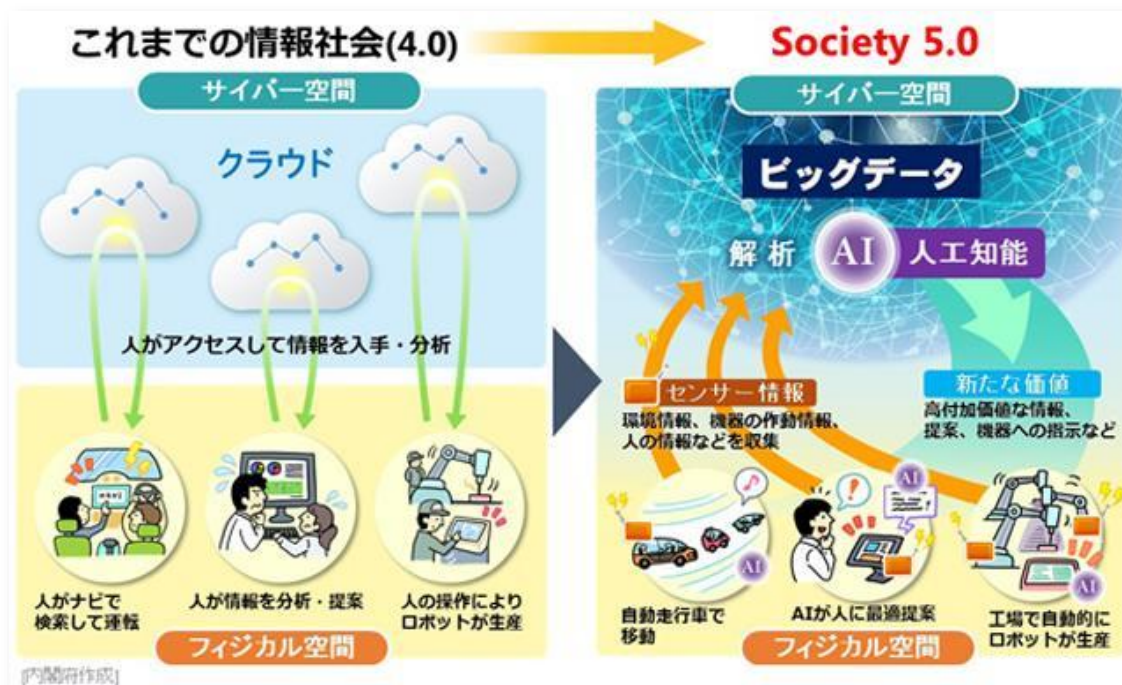 これまでの情報社会(4.0)
サイバー空間
クラウド
人がアクセスして情報を入手・分析
人がナビで
検索して運転
人が情報を分析・提案
人の操作により
ロボットが生産
フィジカル空間
[内閣府作成]
Society 5.0
サイバー空間
ビッグデータ
解析 AI 人工知能
センサー情報
環境情報、機器の作動情報、
人の情報などを収集
新たな価値
高付加価値な情報、
提案、機器への指示など
AI
AI
AI
自動走行車で
移動
AIが人に最適提案
工場で自動的に
ロボットが生産
フィジカル空間